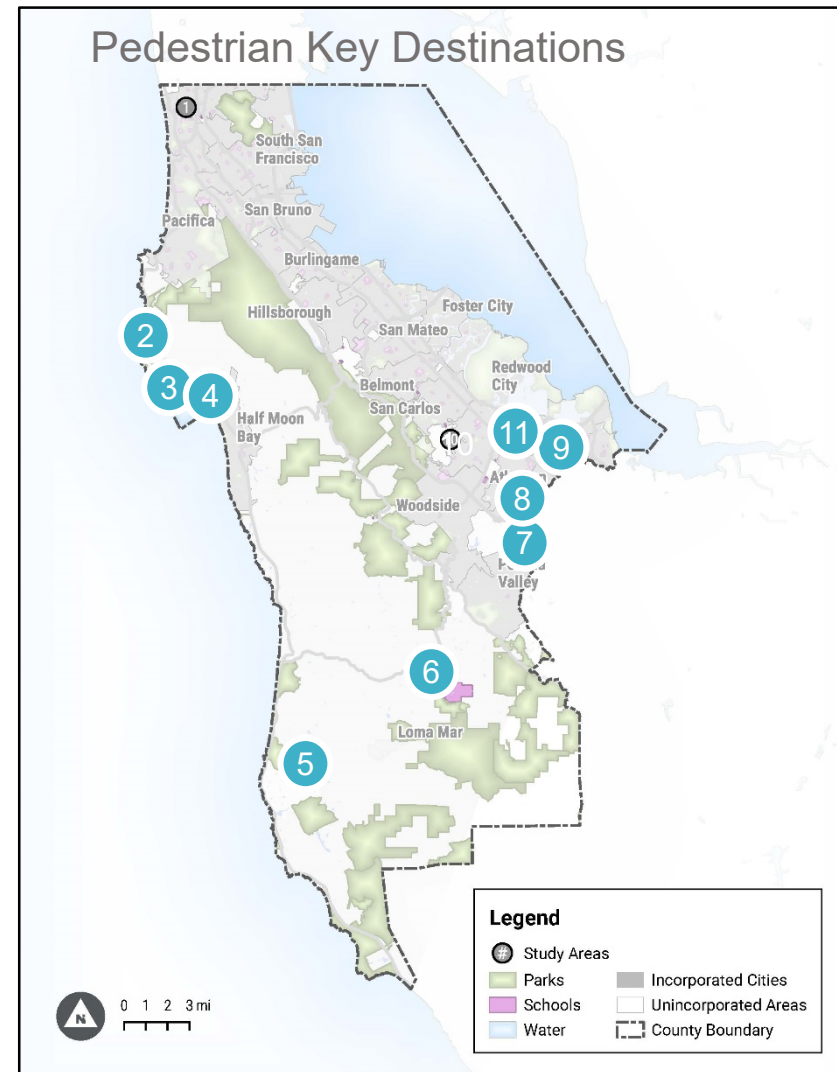 Pedestrian Key Destinations
1
South San
Francisco
San Bruno
Pacifica
Burlingame
Hillsborough
Foster City
San Mateo
2
Redwood
City
Belmont
3
4
San Carlos
Half Moon
Bay
10
11
9
8
Woodside
7
Valley
6
Loma Mar
5
Legend
# Study Areas
Parks
Schools
Water
Incorporated Cities
Unincorporated Areas
County Boundary
N
0 1 2 3 mi